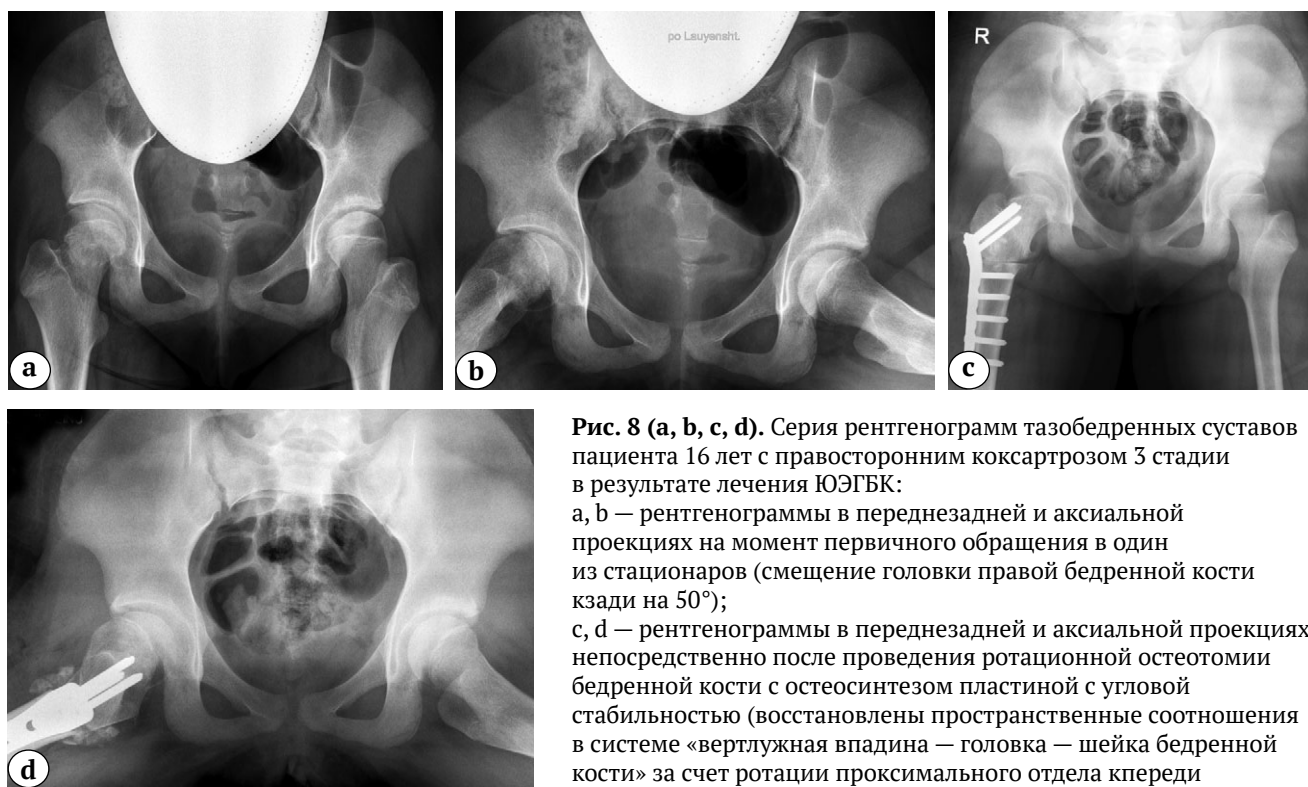 po Lauyensht.
R
a
b
c
d
Рис. 8 (a, b, c, d). Серия рентгенограмм тазобедренных суставов
пациента 16 лет с правосторонним коксартрозом 3 стадии
в результате лечения ЮЭГБК:
a, b — рентгенограммы в переднезадней и аксиальной
проекциях на момент первичного обращения в один
из стационаров (смещение головки правой бедренной кости
кзади на 50°);
c, d — рентгенограммы в переднезадней и аксиальной проекциях
непосредственно после проведения ротационной остеотомии
бедренной кости с остеосинтезом пластиной с угловой
стабильностью (восстановлены пространственные соотношения
в системе «вертлужная впадина — головка — шейка бедренной
кости» за счет ротации проксимального отдела кпереди